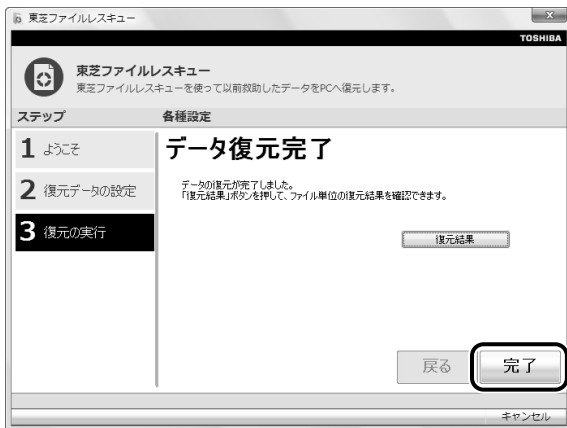 東芝ファイルレスキュー
TOSHIBA
東芝ファイルレスキュー
東芝ファイルレスキューを使って以前救助したデータをPCへ復元します。
ステップ
各種設定
1 ようこそ
2 復元データの設定
3 復元の実行
データ復元完了
データの復元が完了しました。
「復元結果」ボタンを押して、ファイル単位の復元結果を確認できます。
復元結果
戻る
完了
キャンセル